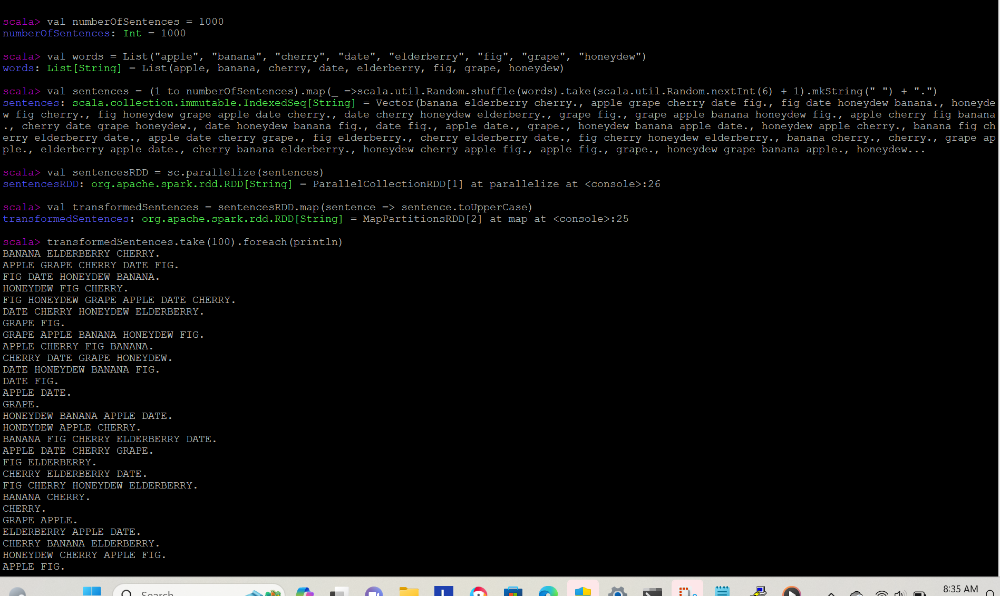 scala> val numberOfSentences = 1000
numberOfSentences: Int = 1000
scala> val words = List("apple", "banana", "cherry", "date", "elderberry", "fig", "grape", "honeydew")
words: List[String] = List(apple, banana, cherry, date, elderberry, fig, grape, honeydew)
scala> val sentences = (1 to numberOfSentences).map(_ =>scala.util.Random.shuffle(words).take(scala.util.Random.nextInt(6) + 1).mkString(" ") + ".")
sentences: scala.collection.immutable.IndexedSeq[String] = Vector(banana elderberry cherry., apple grape cherry date fig., fig date honeydew banana., honeyde
w fig cherry., fig honeydew grape apple date cherry., date cherry honeydew elderberry., grape fig., grape apple banana honeydew fig., apple cherry fig banana
., cherry date grape honeydew., date honeydew banana fig., date fig., apple date., grape., honeydew banana apple date., honeydew apple cherry., banana fig ch
erry elderberry date., apple date cherry grape., fig elderberry., cherry elderberry date., fig cherry honeydew elderberry., banana cherry., cherry., grape ap
ple., elderberry apple date., cherry banana elderberry., honeydew cherry apple fig., apple fig., grape., honeydew grape banana apple., honeydew...
scala> val sentencesRDD = sc.parallelize(sentences)
sentencesRDD: org.apache.spark.rdd.RDD[String] = ParallelCollectionRDD[1] at parallelize at <console>:26
scala> val transformedSentences = sentencesRDD.map(sentence => sentence.toUpperCase)
transformedSentences: org.apache.spark.rdd.RDD[String] = MapPartitionsRDD[2] at map at <console>:25
scala> transformedSentences.take(100).foreach(println)
BANANA ELDERBERRY CHERRY.
APPLE GRAPE CHERRY DATE FIG.
FIG DATE HONEYDEW BANANA.
HONEYDEW FIG CHERRY.
FIG HONEYDEW GRAPE APPLE DATE CHERRY.
DATE CHERRY HONEYDEW ELDERBERRY.
GRAPE FIG.
GRAPE APPLE BANANA HONEYDEW FIG.
APPLE CHERRY FIG BANANA.
CHERRY DATE GRAPE HONEYDEW.
DATE HONEYDEW BANANA FIG.
DATE FIG.
APPLE DATE.
GRAPE.
HONEYDEW BANANA APPLE DATE.
HONEYDEW APPLE CHERRY.
BANANA FIG CHERRY ELDERBERRY DATE.
APPLE DATE CHERRY GRAPE.
FIG ELDERBERRY.
CHERRY ELDERBERRY DATE.
FIG CHERRY HONEYDEW ELDERBERRY.
BANANA CHERRY.
CHERRY.
GRAPE APPLE.
ELDERBERRY APPLE DATE.
CHERRY BANANA ELDERBERRY.
HONEYDEW CHERRY APPLE FIG.
APPLE FIG.
Search
8:35 AM